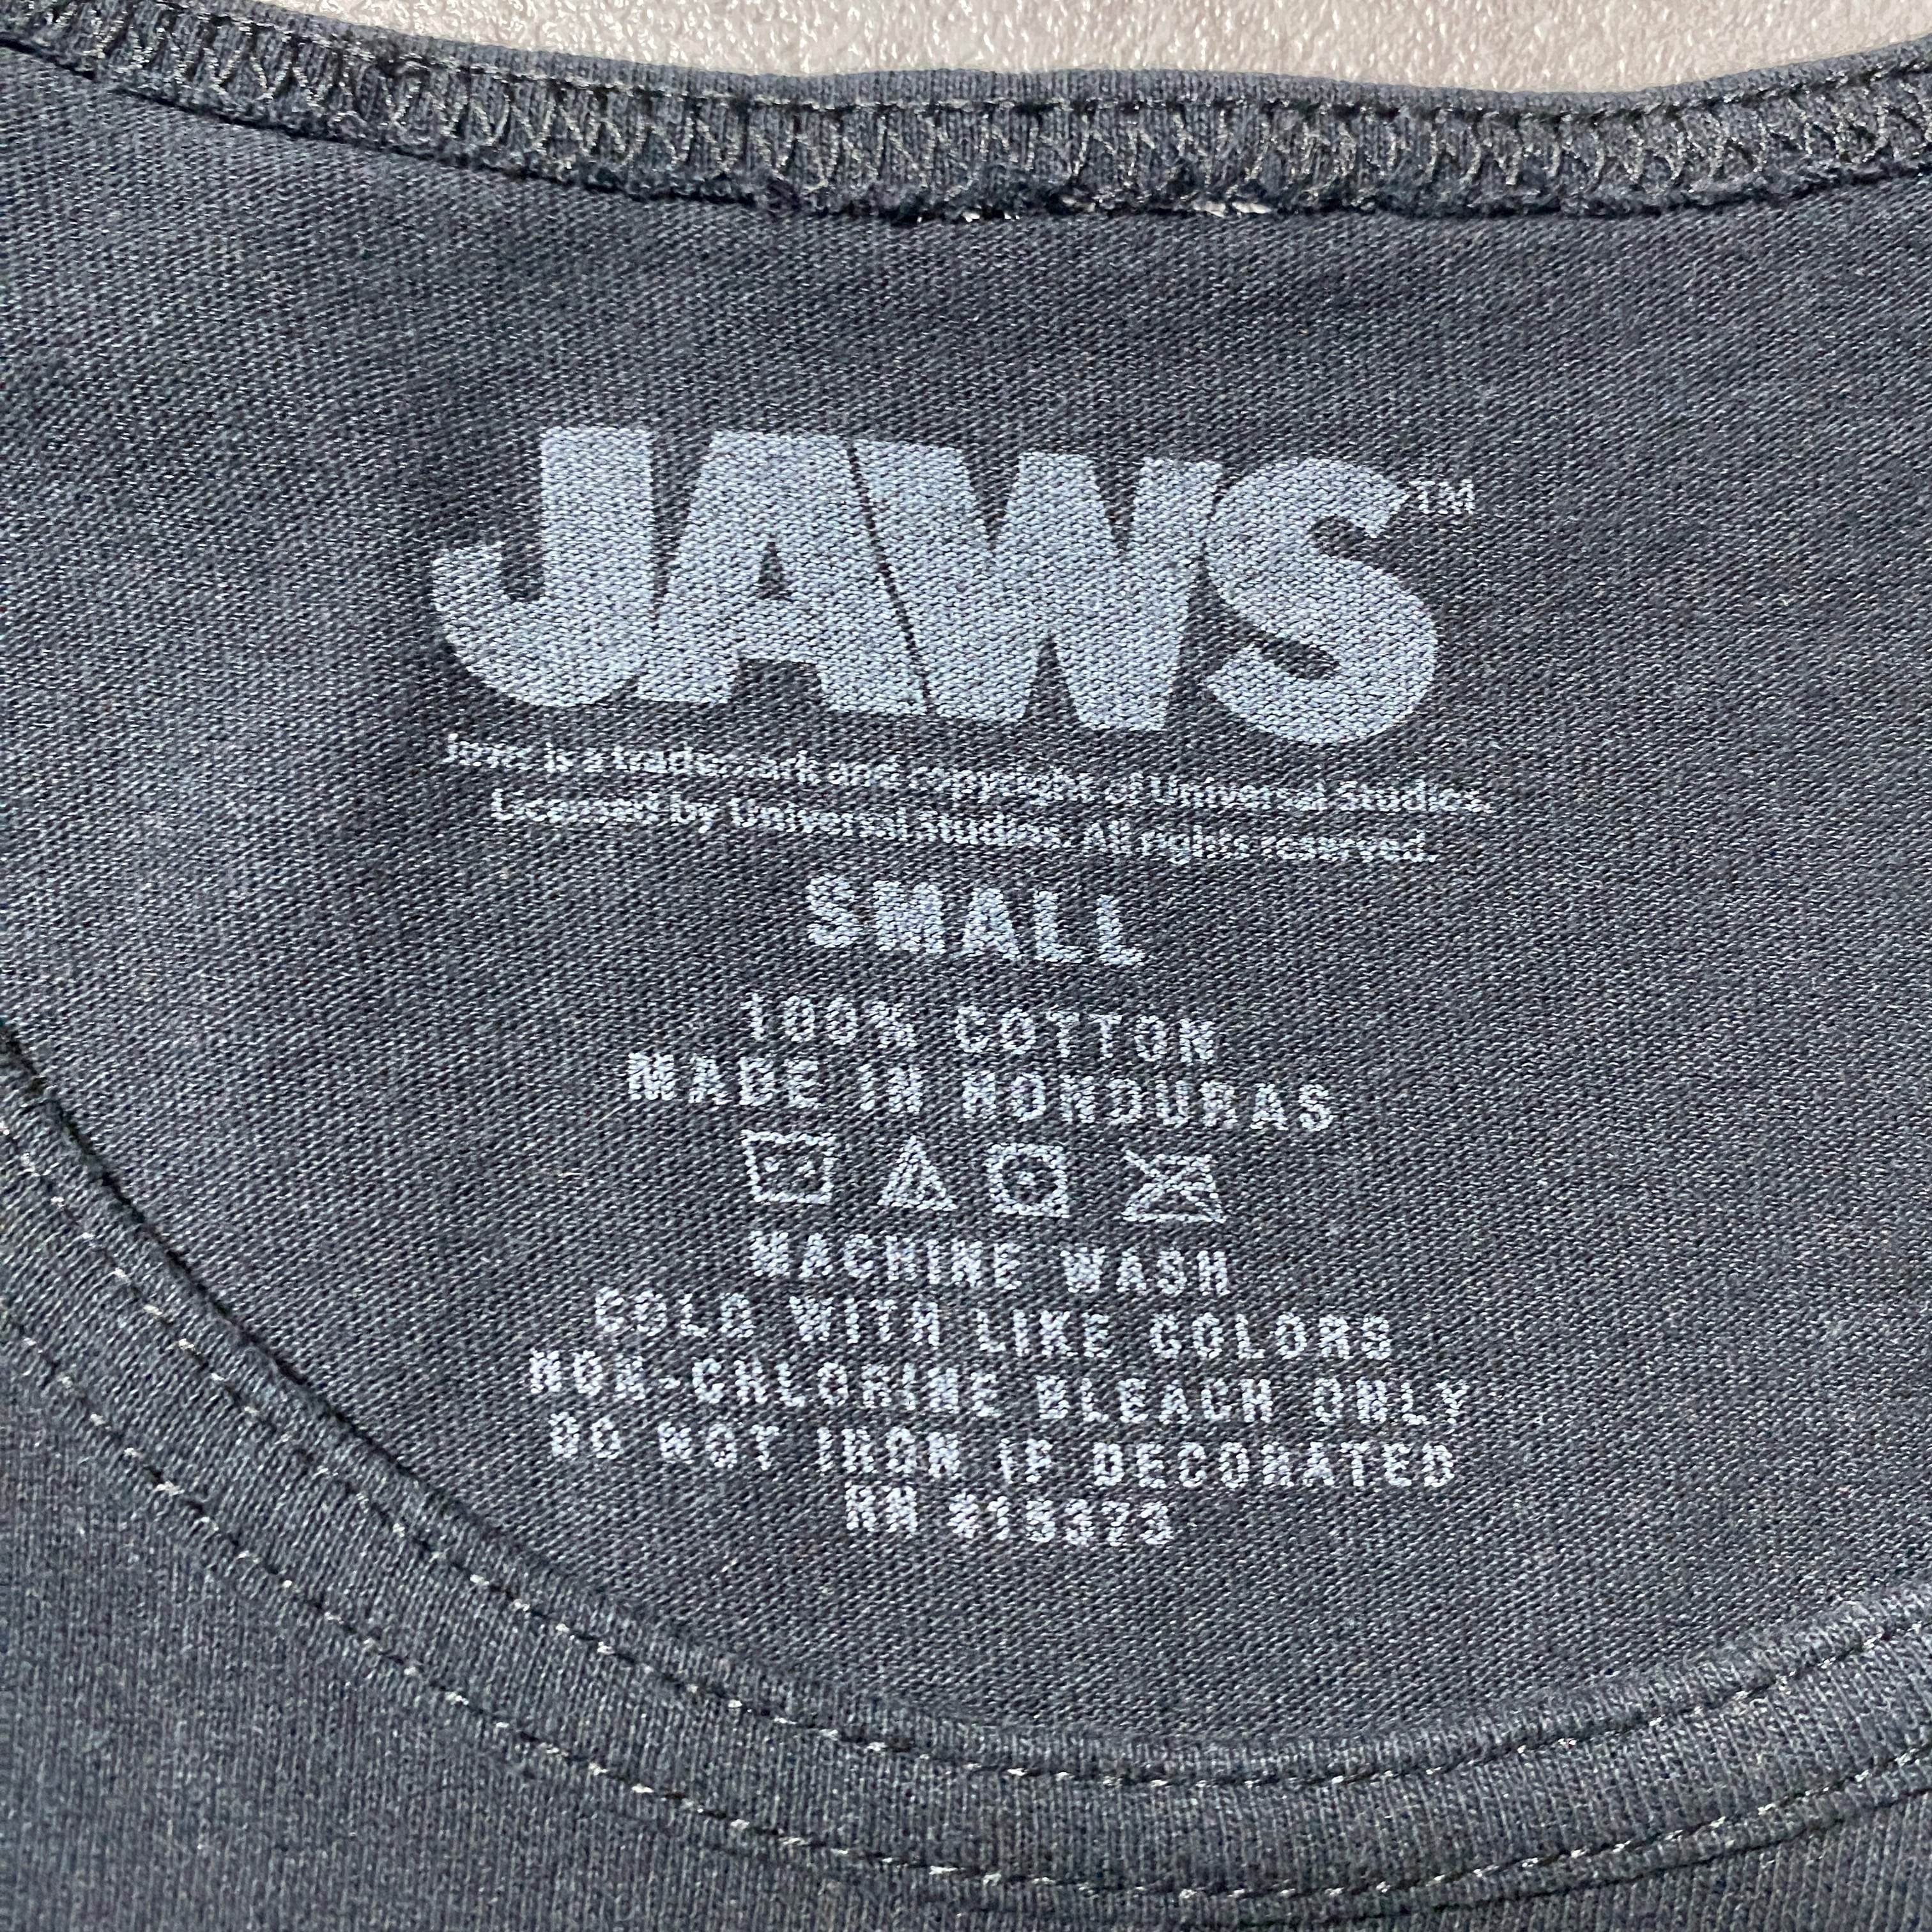 JAWS™
Jaws is a trademark and copyright of Universal Studios.
Licensed by Universal Studios. All rights reserved.
SMALL
100% COTTON
MADE IN HONDURAS
MACHINE WASH
COLD WITH LIKE COLORS
NON-CHLORINE BLEACH ONLY
DO NOT IRON IF DECORATED
RN